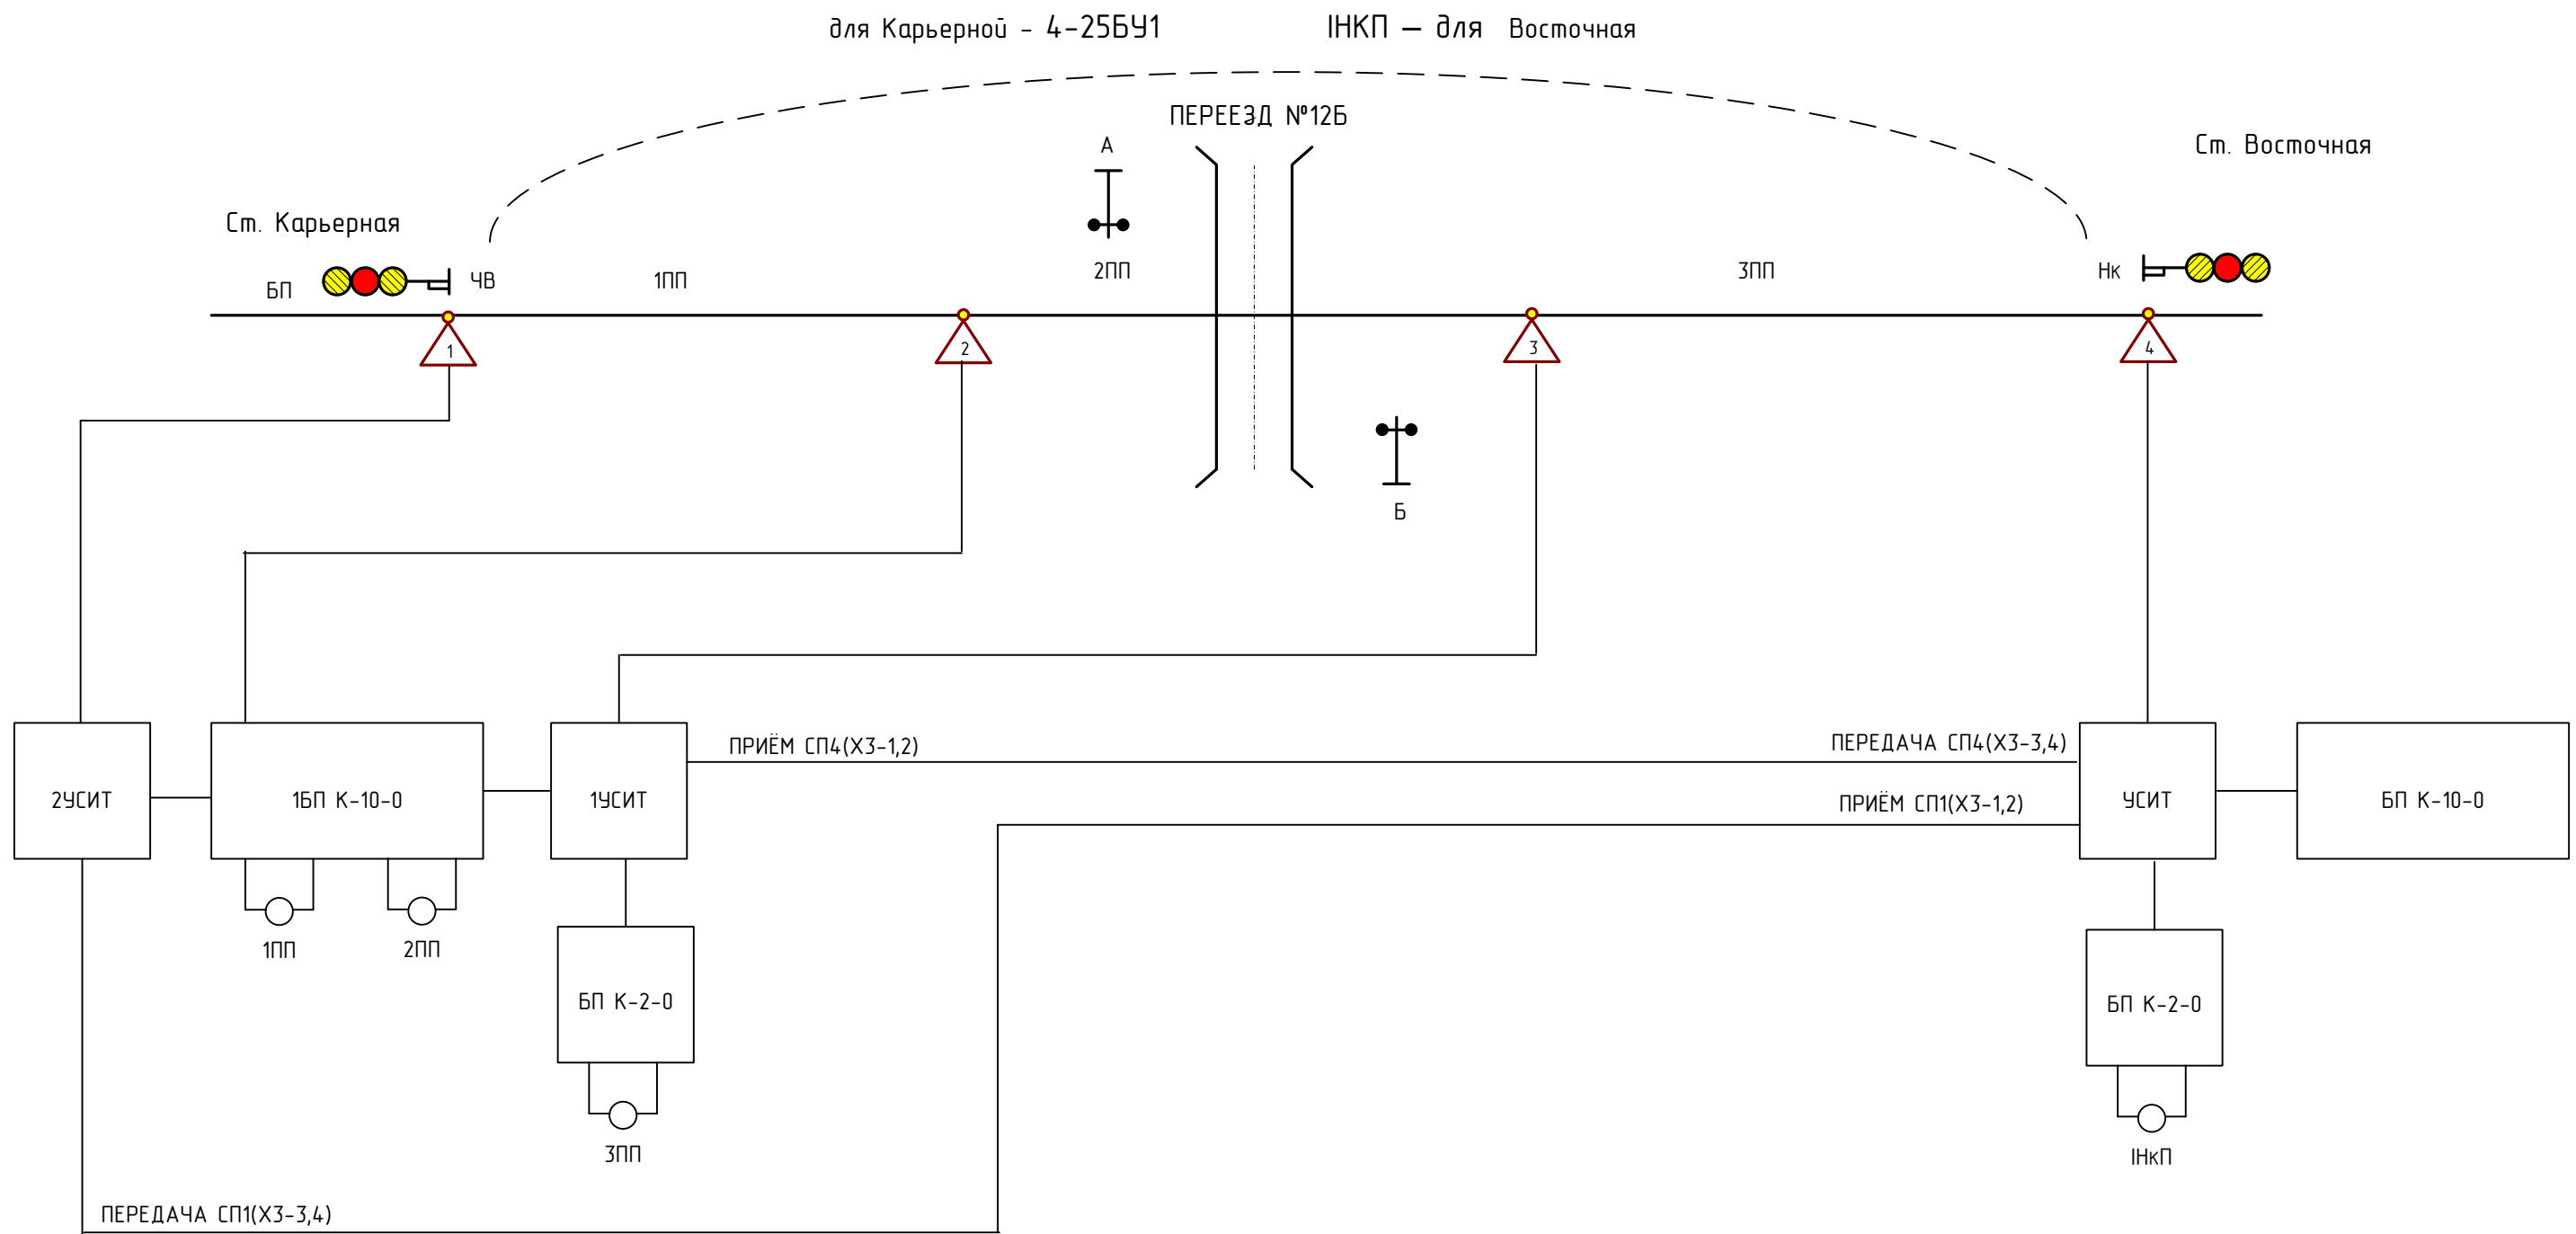 для Карьерной - 4-25БУ1
IНКП — для Восточная
ПЕРЕЕЗД №12Б
А
Ст. Восточная
Ст. Карьерная
БП
ЧВ
1ПП
2ПП
3ПП
Нк
1
2
3
4
Б
ПРИЁМ СП4(Х3-1,2)
ПЕРЕДАЧА СП4(Х3-3,4)
2УСИТ
1БП К-10-0
1УСИТ
ПРИЁМ СП1(Х3-1,2)
УСИТ
БП К-10-0
1ПП
2ПП
БП К-2-0
БП К-2-0
3ПП
IНкП
ПЕРЕДАЧА СП1(Х3-3,4)